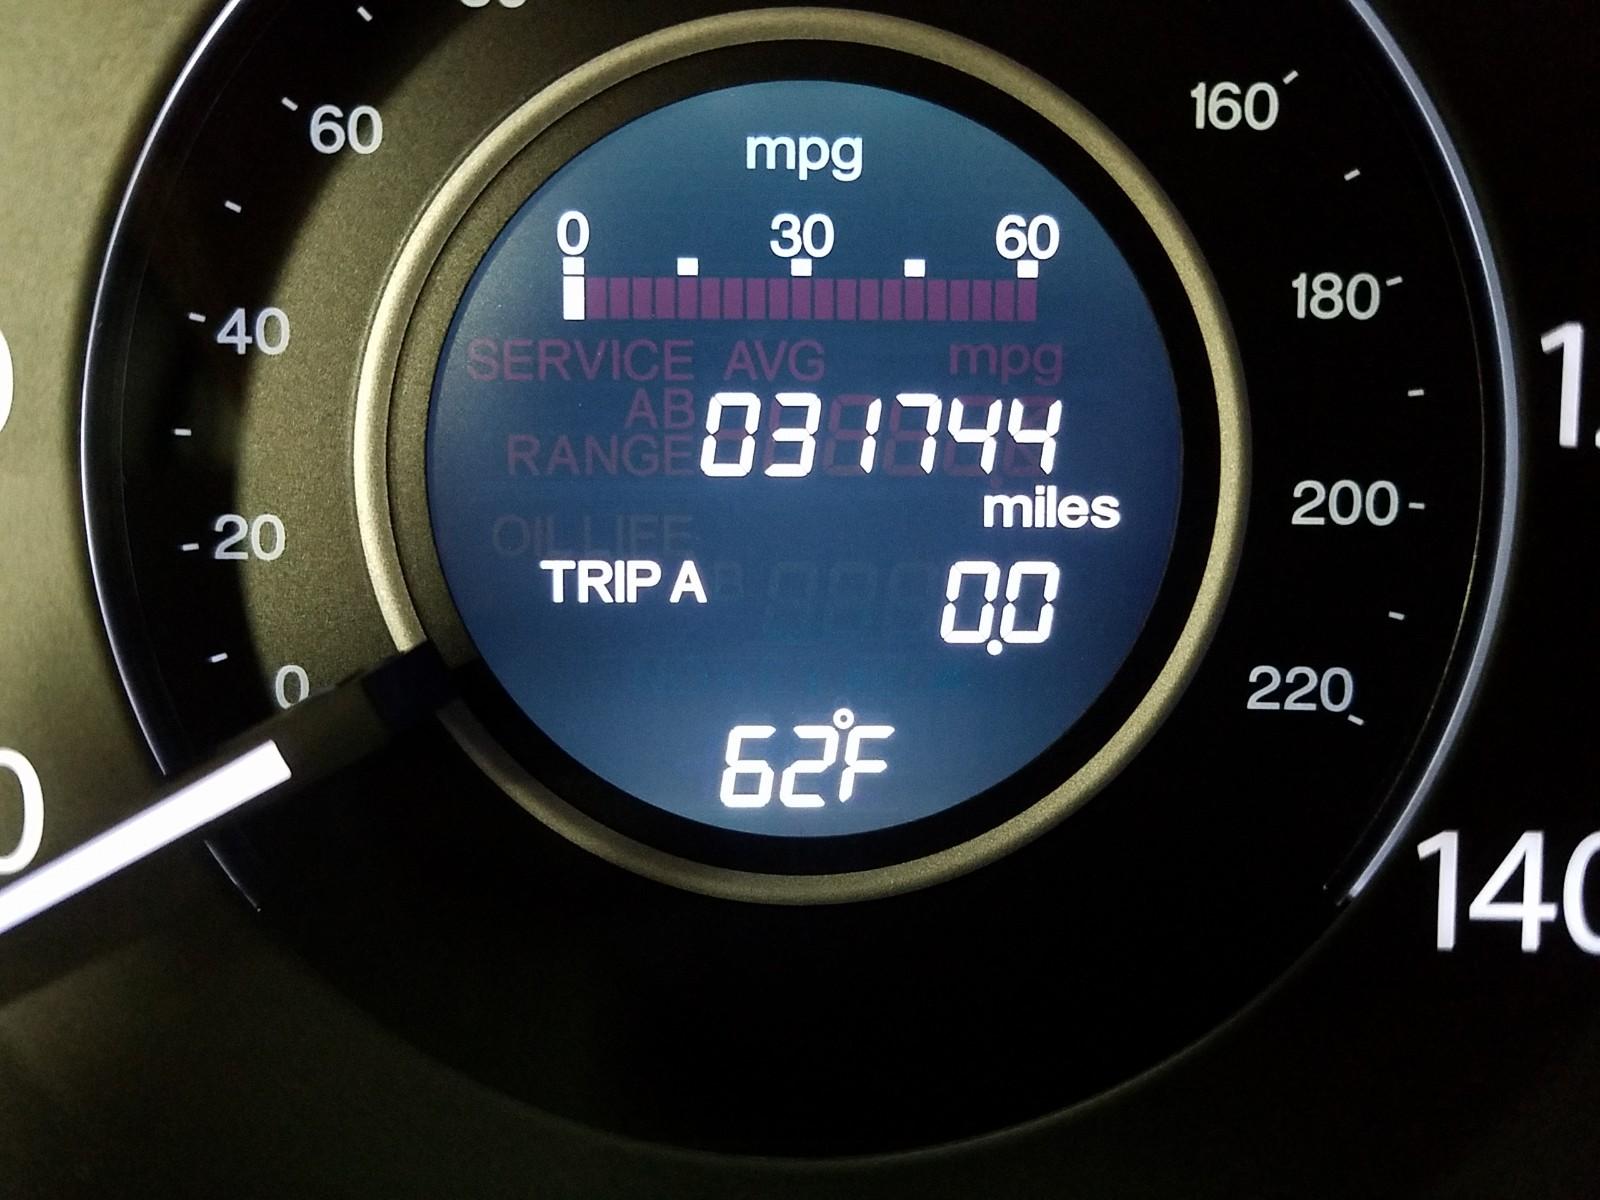 mpg
0 30 60
SERVICE AVG mpg
AB
RANGE
031744
miles
OIL LIFE
TRIP A 0.0
62°F
60
40
20
0
160
180
200
220
140